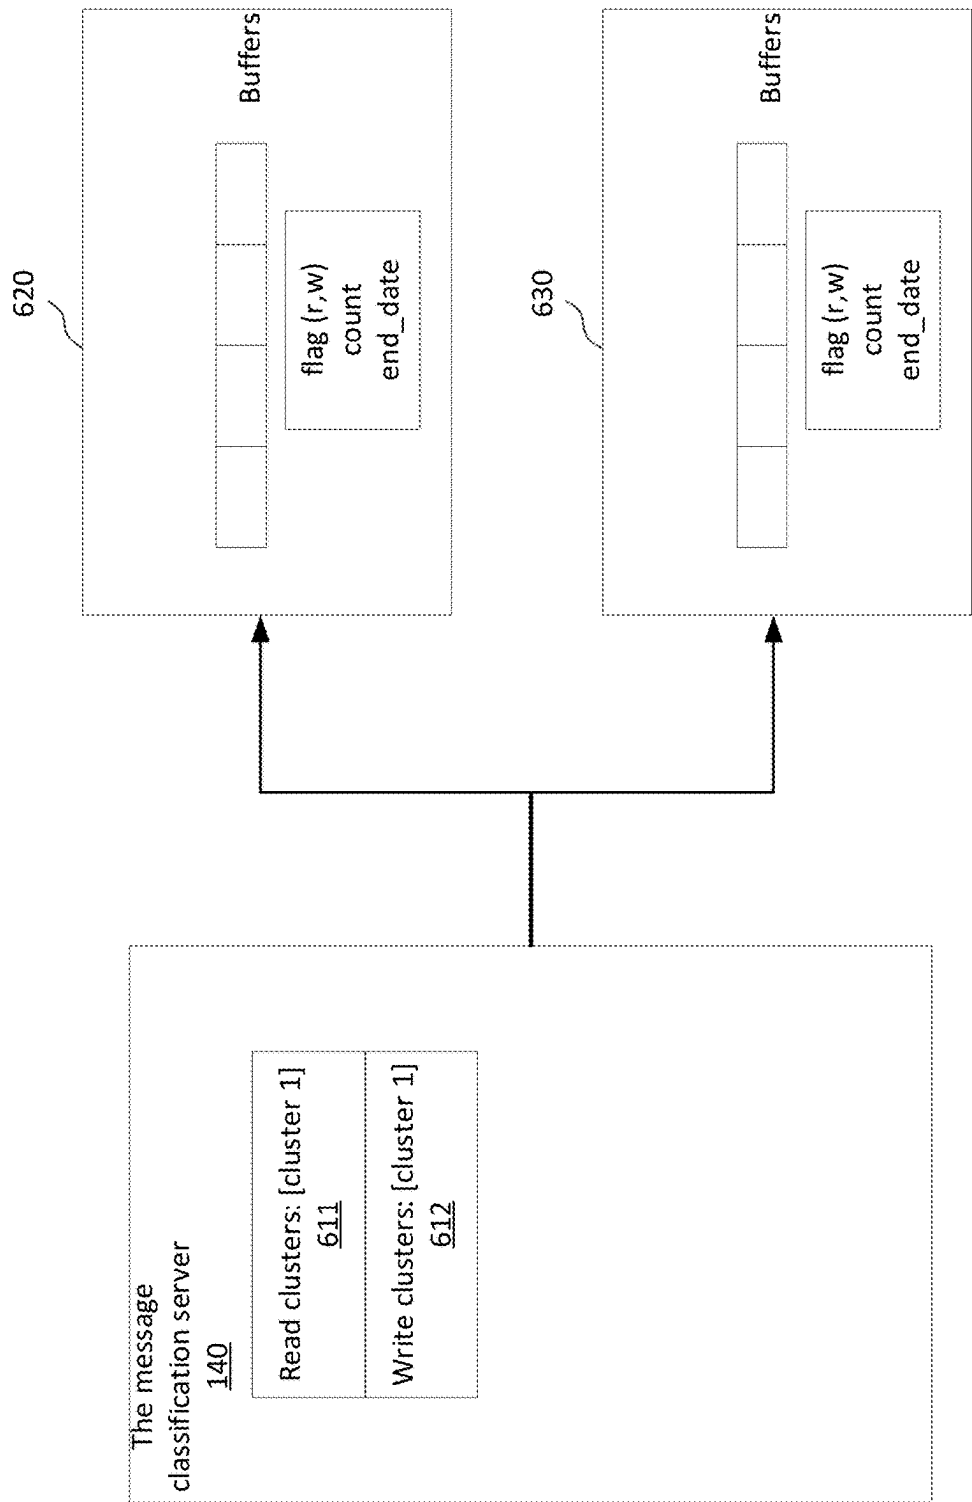 The message
classification server
140
Read clusters: [cluster 1]
611
Write clusters: [cluster 1]
612
620
Buffers
flag (r,w)
count
end_date
630
Buffers
flag (r,w)
count
end_date